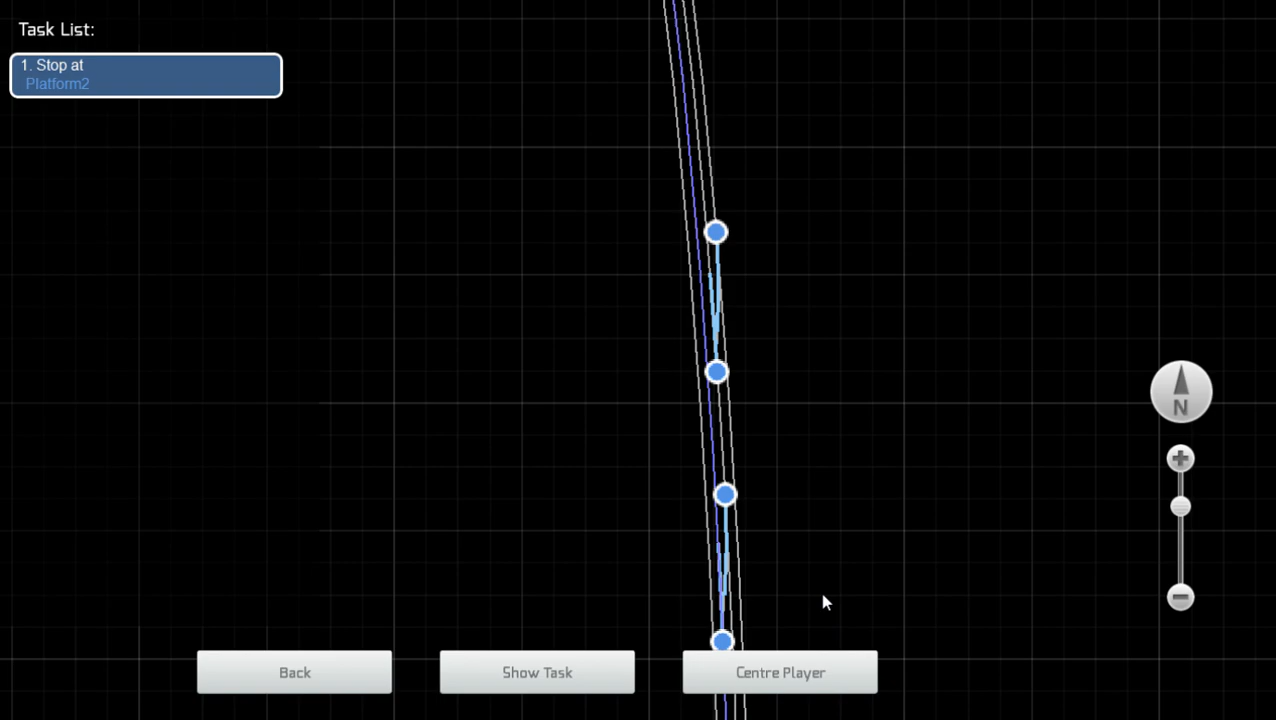 Task List:
1. Stop at
Platform2
N
Back
Show Task
Centre Player